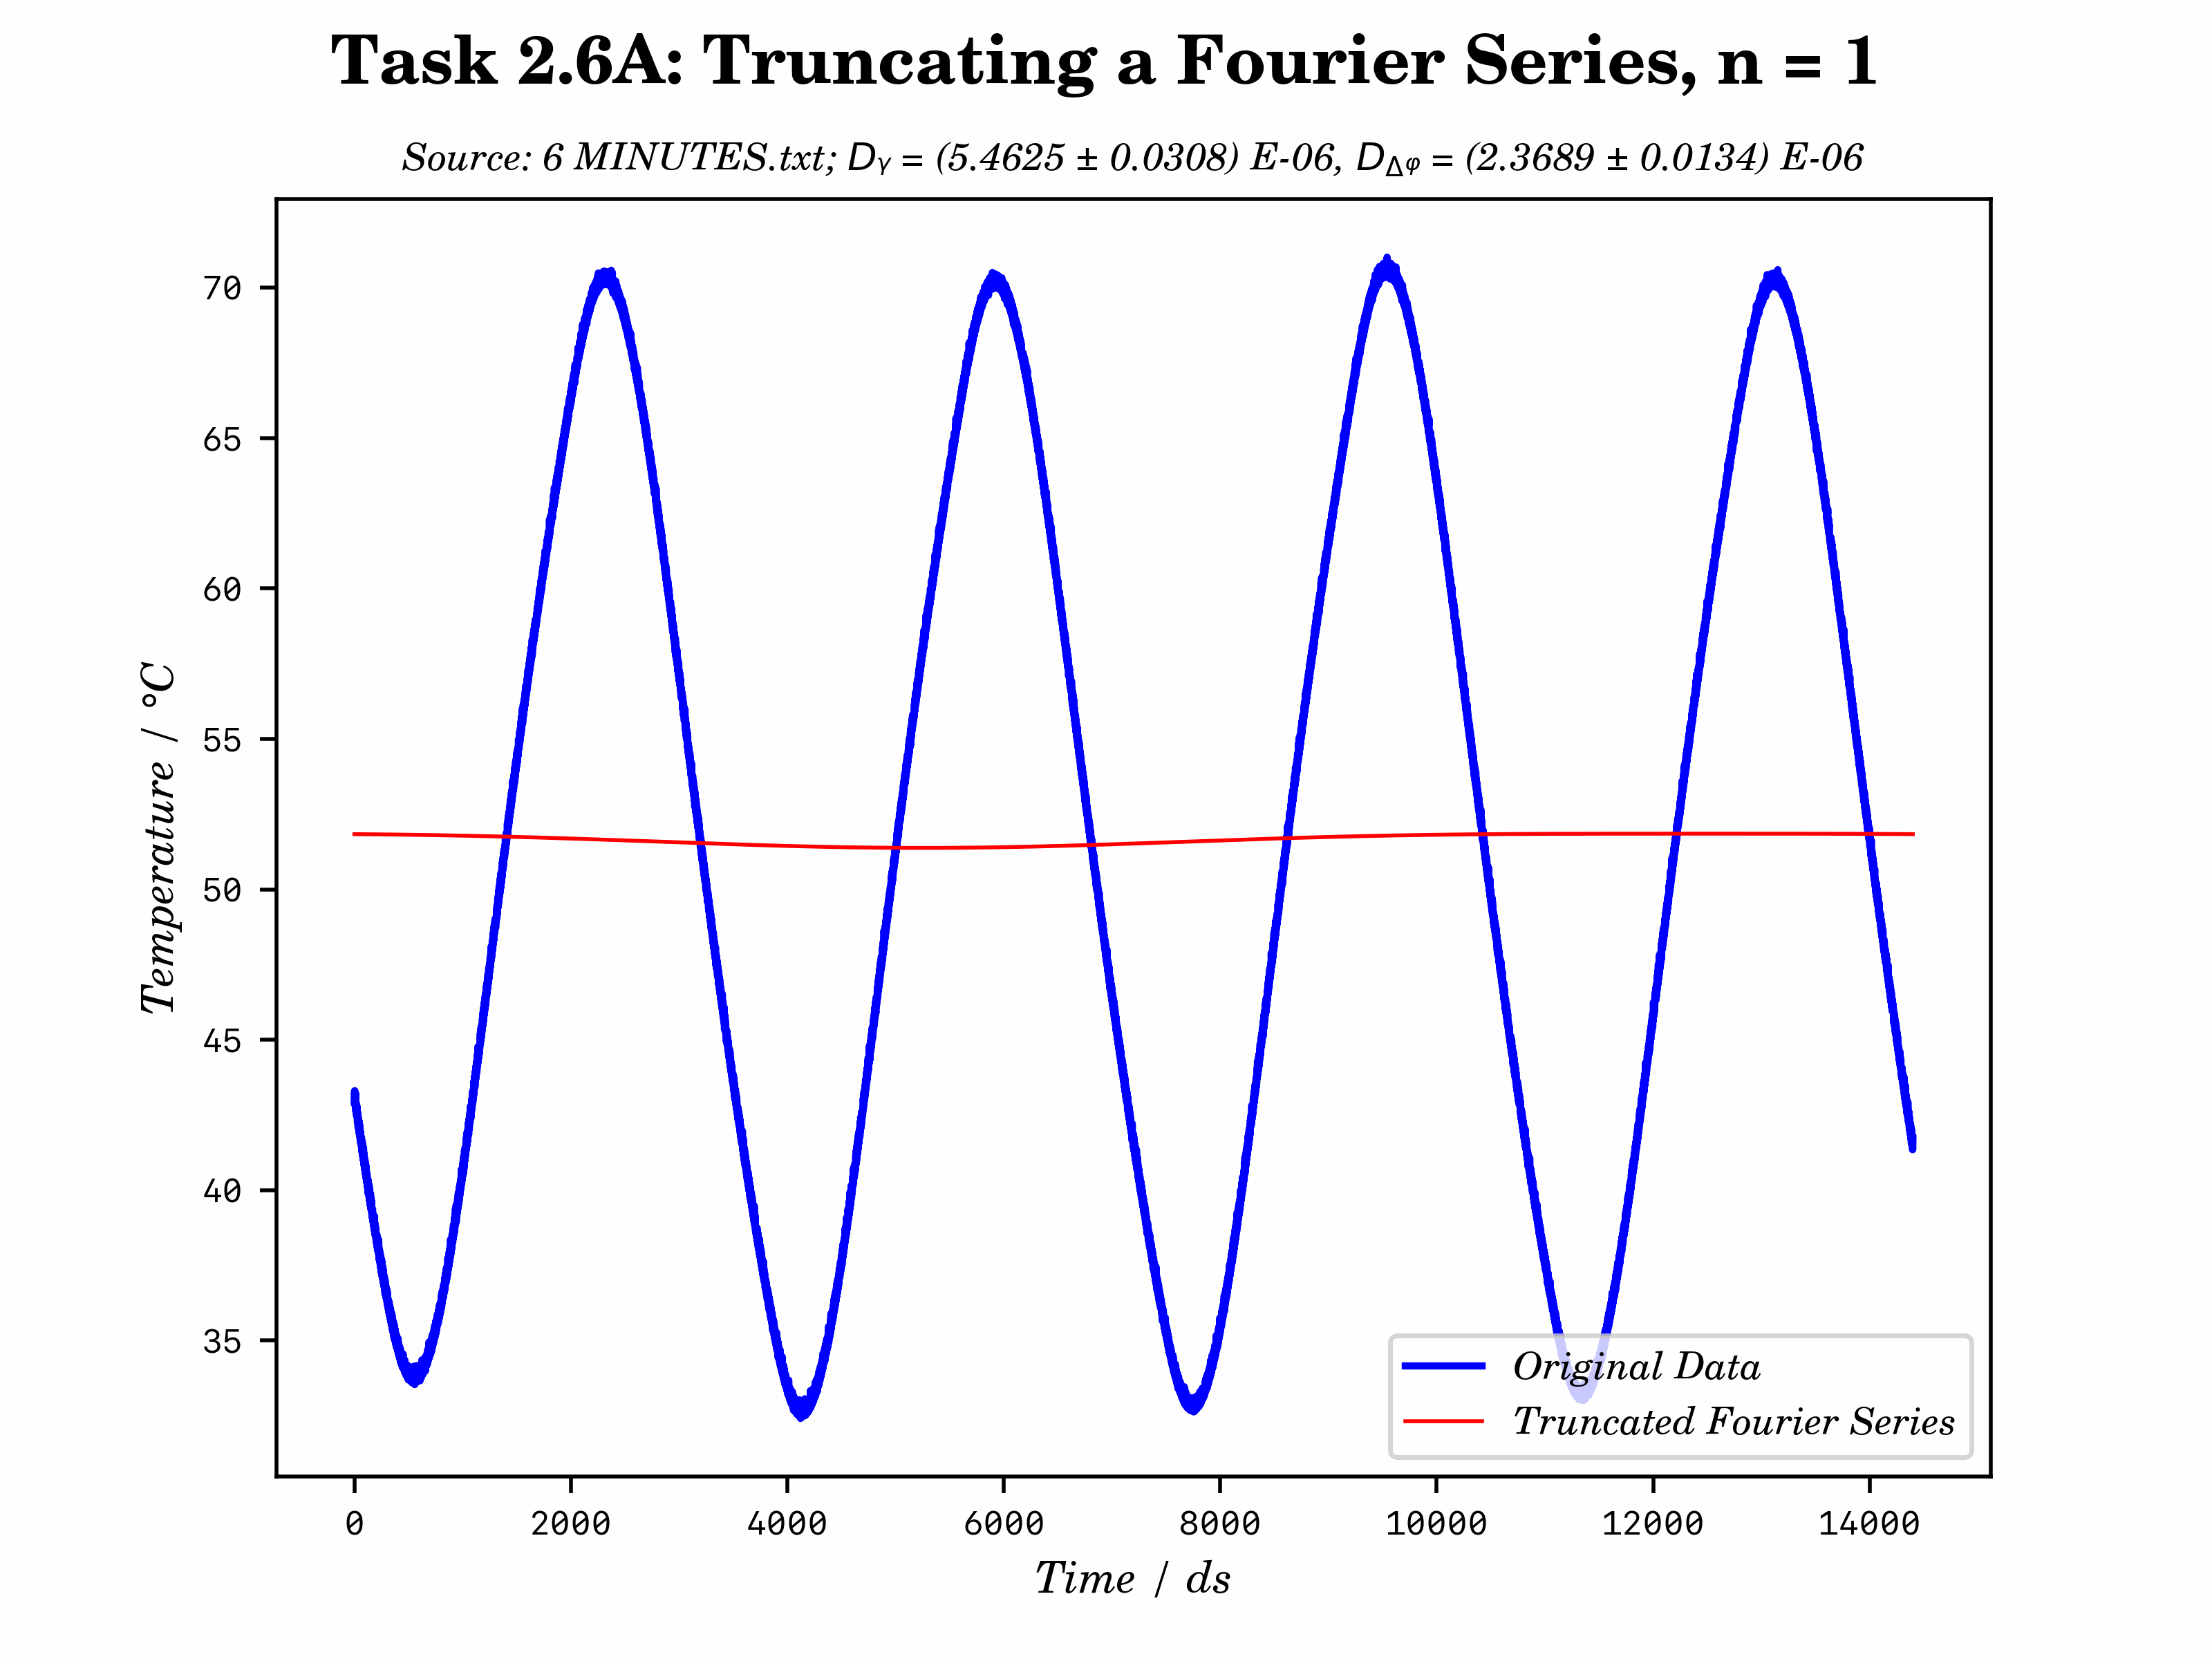 Task 2.6A: Truncating a Fourier Series, n = 1
Source: 6 MINUTES.txt; Dγ = (5.4625 ± 0.0308) E-06, DΔφ = (2.3689 ± 0.0134) E-06
Temperature / °C
70
65
60
55
50
45
40
35
Original Data
Truncated Fourier Series
0 2000 4000 6000 8000 10000 12000 14000
Time / ds